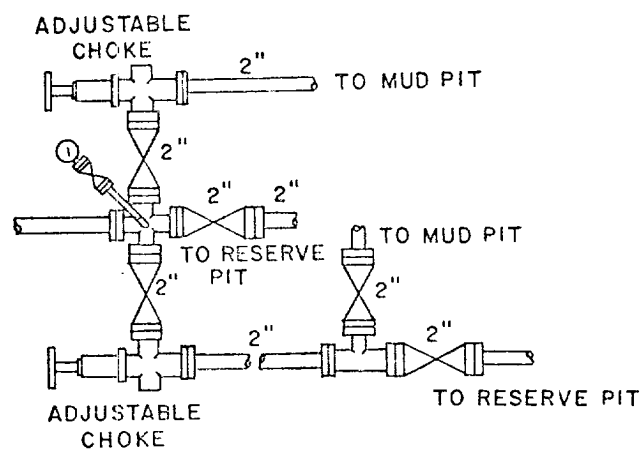 ADJUSTABLE
CHOKE
2"
TO MUD PIT
2"
1
2"
2"
TO RESERVE
PIT
TO MUD PIT
2"
2"
2"
2"
TO RESERVE PIT
ADJUSTABLE
CHOKE